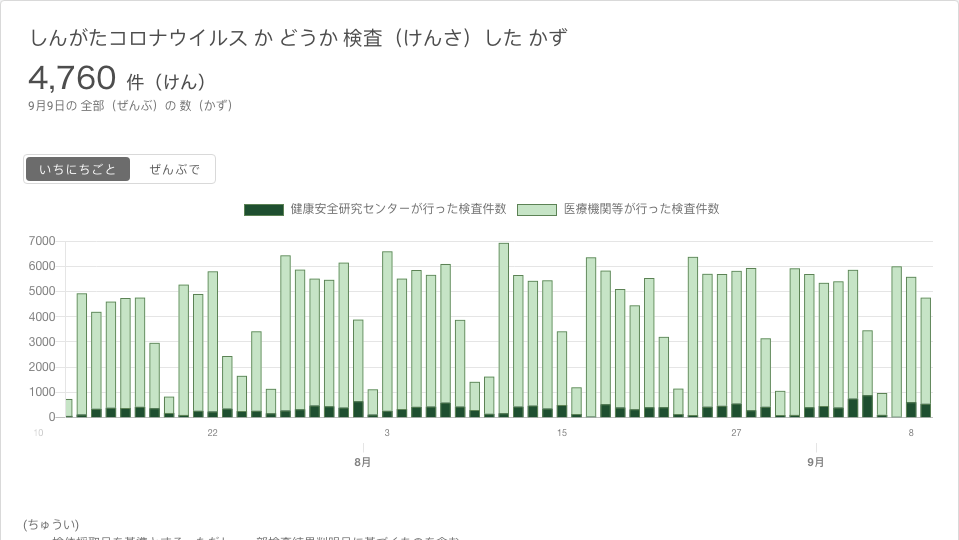 しんがたコロナウイルス か どうか 検査（けんさ）した かず
4,760 件（けん）
9月9日の 全部（ぜんぶ）の 数（かず）
いちにちごと ぜんぶで
健康安全研究センターが行った検査件数 医療機関等が行った検査件数
7000
6000
5000
4000
3000
2000
1000
0
10 22 3 15 27 8
8月 9月
(ちゅうい)